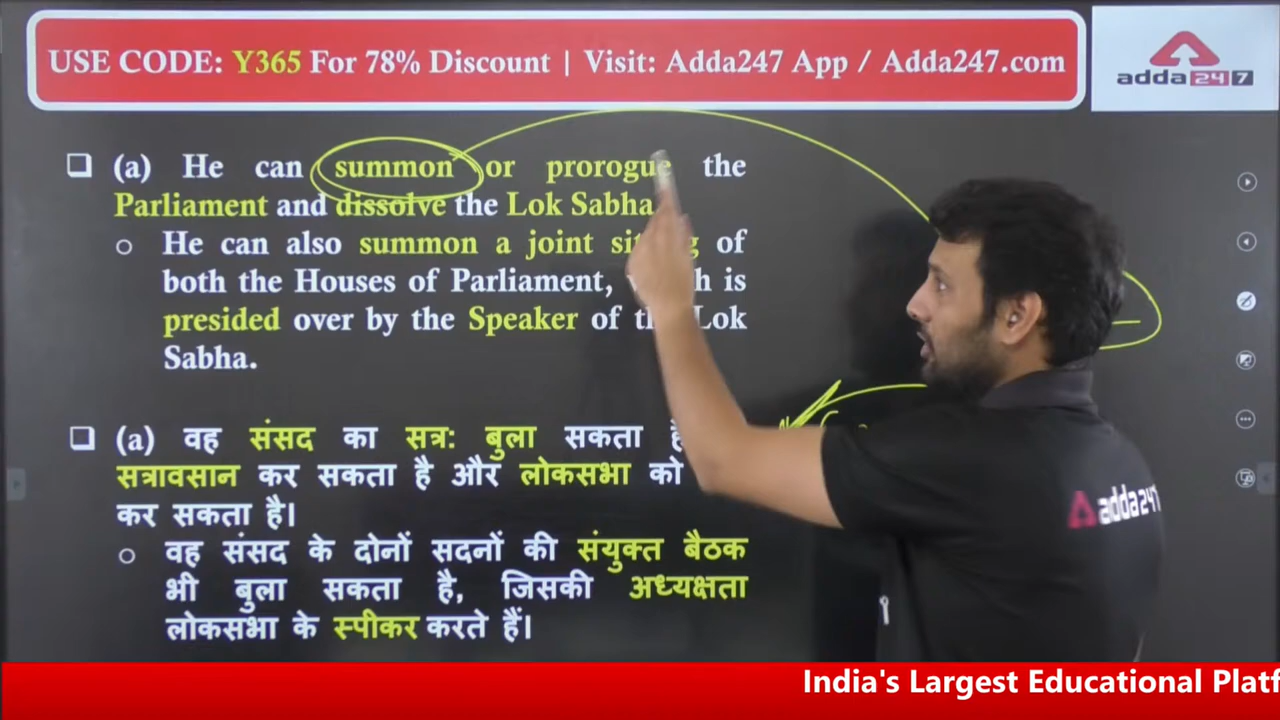 USE CODE: Y365 For 78% Discount | Visit: Adda247 App / Adda247.com
adda247
(a) He can summon or prorogue the
Parliament and dissolve the Lok Sabha
He can also summon a joint of
both the Houses of Parliament, is
presided over by the Speaker of Lok
Sabha.
(a) वह संसद का सत्र: बुला सकता
सत्रावसान कर सकता है और लोकसभा को
कर सकता है।
वह संसद के दोनों सदनों की संयुक्त बैठक
भी बुला सकता है, जिसकी अध्यक्षता
लोकसभा के स्पीकर करते हैं।
adda247
India's Largest Educational